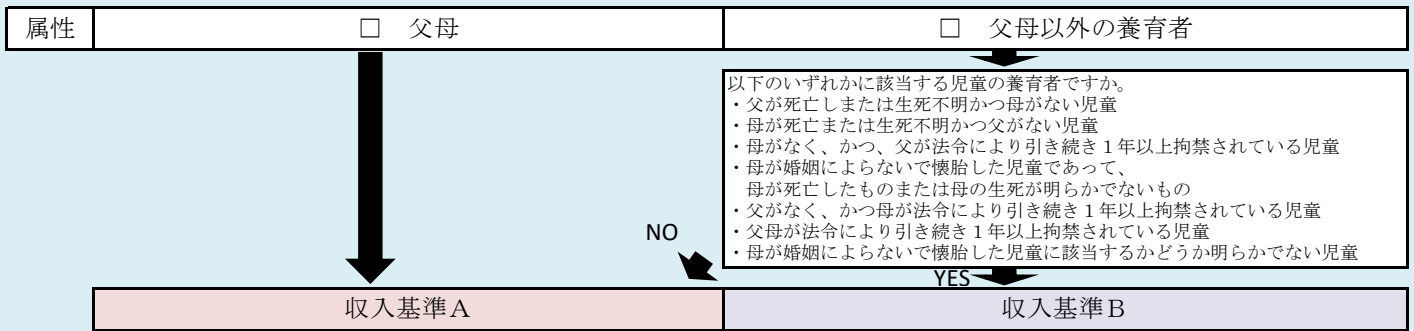 属性
□ 父母
□ 父母以外の養育者
以下のいずれかに該当する児童の養育者ですか。
・父が死亡しまたは生死不明かつ母がない児童
・母が死亡または生死不明かつ父がない児童
・母がなく、かつ、父が法令により引き続き1年以上拘禁されている児童
・母が婚姻によらないで懐胎した児童であって、
母が死亡したものまたは母の生死が明らかでないもの
・父がなく、かつ母が法令により引き続き1年以上拘禁されている児童
・父母が法令により引き続き1年以上拘禁されている児童
・母が婚姻によらないで懐胎した児童に該当するかどうか明らかでない児童
NO
YES
収入基準A
収入基準B